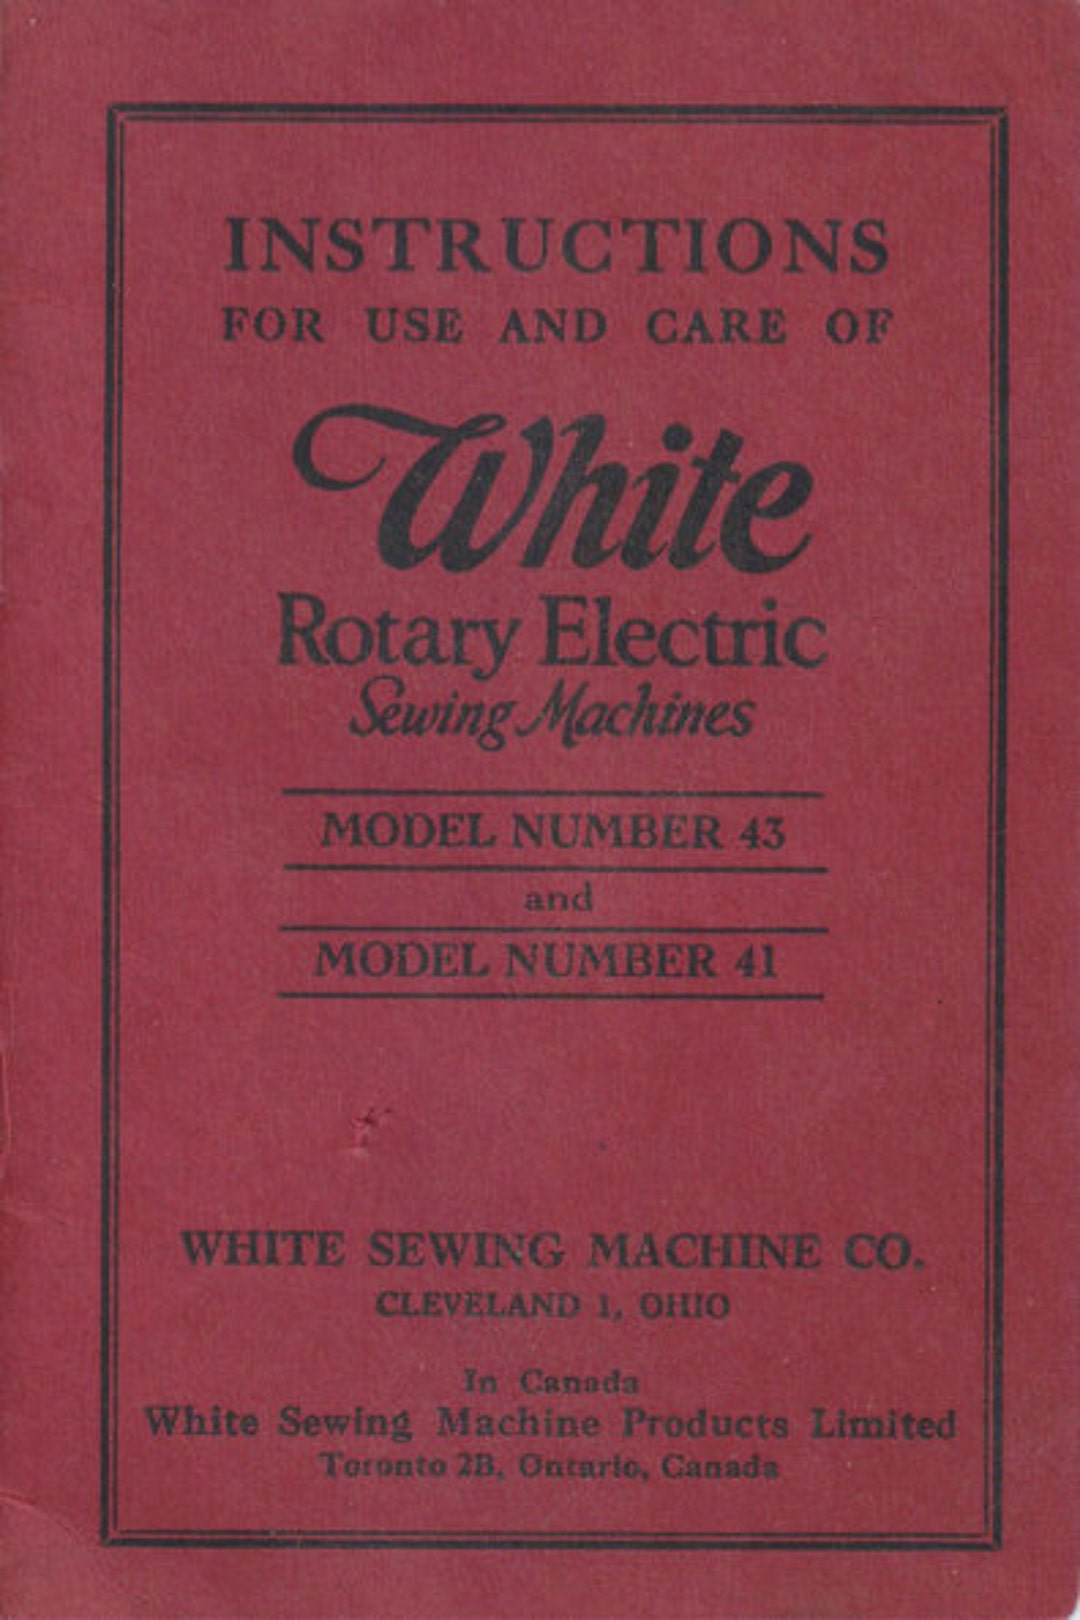 INSTRUCTIONS
FOR USE AND CARE OF
White
Rotary Electric
Sewing Machines
MODEL NUMBER 43
and
MODEL NUMBER 41
WHITE SEWING MACHINE CO.
CLEVELAND 1, OHIO
In Canada
White Sewing Machine Products Limited
Toronto 2B, Ontario, Canada